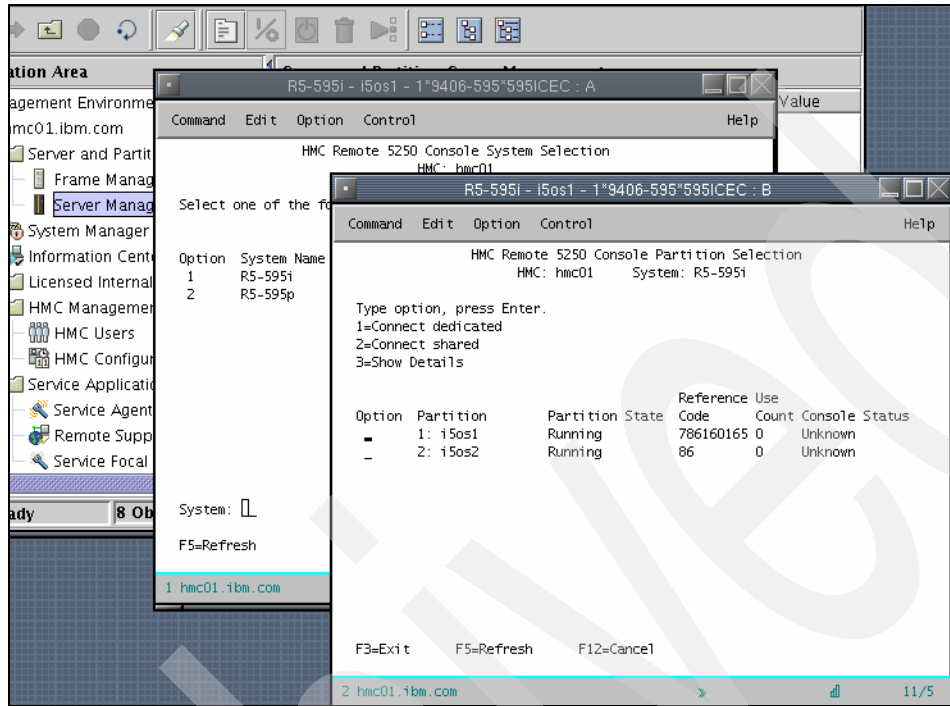 ation Area
agement Environme
mc01.ibm.com
Server and Partit
Frame Manag
Server Manag
System Manager
Information Cent
Licensed Internal
HMC Managemer
HMC Users
HMC Configur
Service Applicatio
Service Agent
Remote Supp
Service Focal
ady 8 Ob
Value
R5-595i - i5os1 - 1*9406-595*595ICEC : A
Command Edit Option Control Help
HMC Remote 5250 Console System Selection
HMC: hmc01
Select one of the fo
Option System Name
1 R5-595i
2 R5-595p
System:
F5=Refresh
1 hmc01.ibm.com
R5-595i - i5os1 - 1*9406-595*595ICEC : B
Command Edit Option Control Help
HMC Remote 5250 Console Partition Selection
HMC: hmc01 System: R5-595i
Type option, press Enter.
1=Connect dedicated
2=Connect shared
3=Show Details
Reference Use
Option Partition Partition State Code Count Console Status
1: i5os1 Running 786160165 0 Unknown
2: i5os2 Running 86 0 Unknown
F3=Exit F5=Refresh F12=Cancel
2 hmc01.ibm.com 11/5